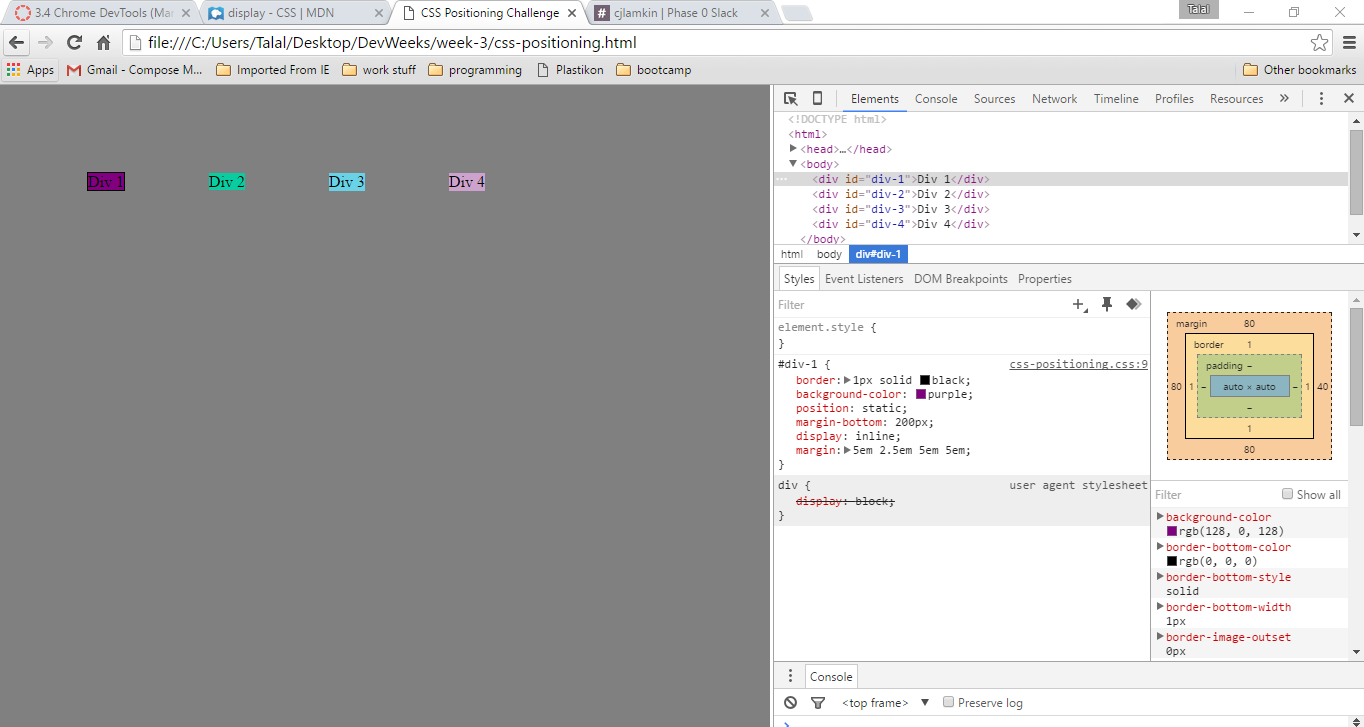 3.4 Chrome DevTools (Mar
display - CSS | MDN
CSS Positioning Challenge
# cjlamkin | Phase 0 Slack
Talal
file:///C:/Users/Talal/Desktop/DevWeeks/week-3/css-positioning.html
Apps
Gmail - Compose M...
Imported From IE
work stuff
programming
Plastikon
bootcamp
Other bookmarks
Div 1
Div 2
Div 3
Div 4
Elements Console Sources Network Timeline Profiles Resources »
<!DOCTYPE html>
<html>
<head>…</head>
<body>
… <div id="div-1">Div 1</div>
<div id="div-2">Div 2</div>
<div id="div-3">Div 3</div>
<div id="div-4">Div 4</div>
</body>
html body div#div-1
Styles Event Listeners DOM Breakpoints Properties
Filter
element.style {
}
#div-1 { css-positioning.css:9
border: 1px solid black;
background-color: purple;
position: static;
margin-bottom: 200px;
display: inline;
margin: 5em 2.5em 5em 5em;
}
div { user agent stylesheet
display: block;
}
margin 80
border 1
padding –
80 1 – auto × auto – 1 40
–
1
80
Filter Show all
background-color
rgb(128, 0, 128)
border-bottom-color
rgb(0, 0, 0)
border-bottom-style
solid
border-bottom-width
1px
border-image-outset
0px
Console
<top frame> ▼ Preserve log